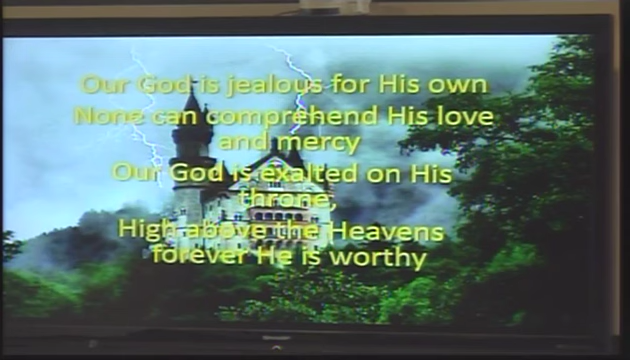 Our God is jealous for His own
None can comprehend His love
and mercy
Our God is exalted on His
throne,
High above the Heavens
forever He is worthy